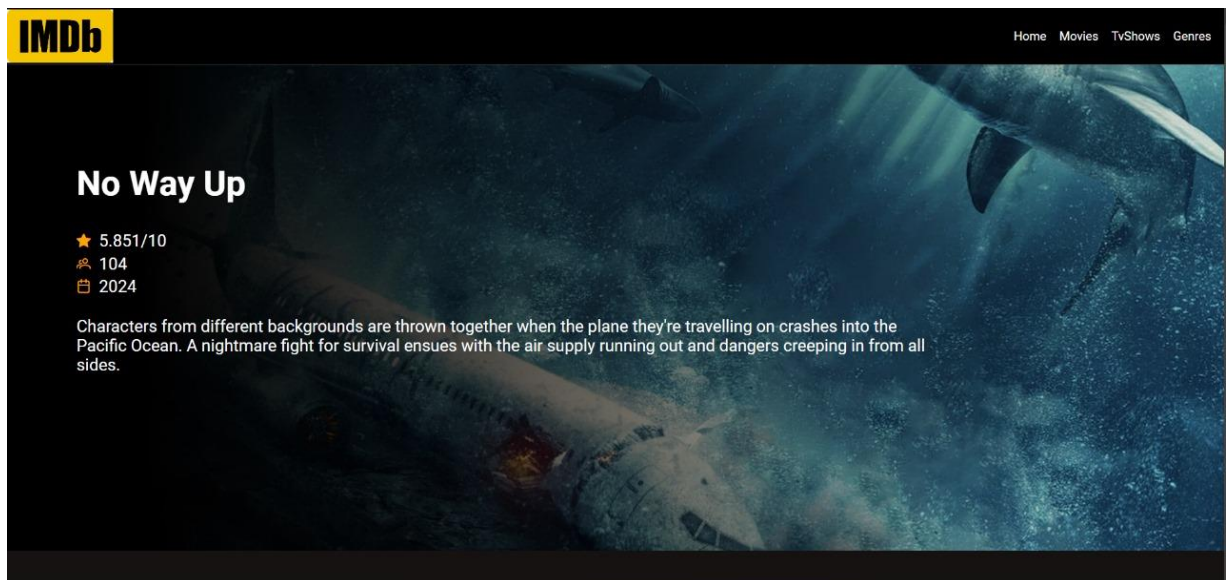 IMDb
Home Movies TvShows Genres
No Way Up
5.851/10
104
2024
Characters from different backgrounds are thrown together when the plane they're travelling on crashes into the
Pacific Ocean. A nightmare fight for survival ensues with the air supply running out and dangers creeping in from all
sides.